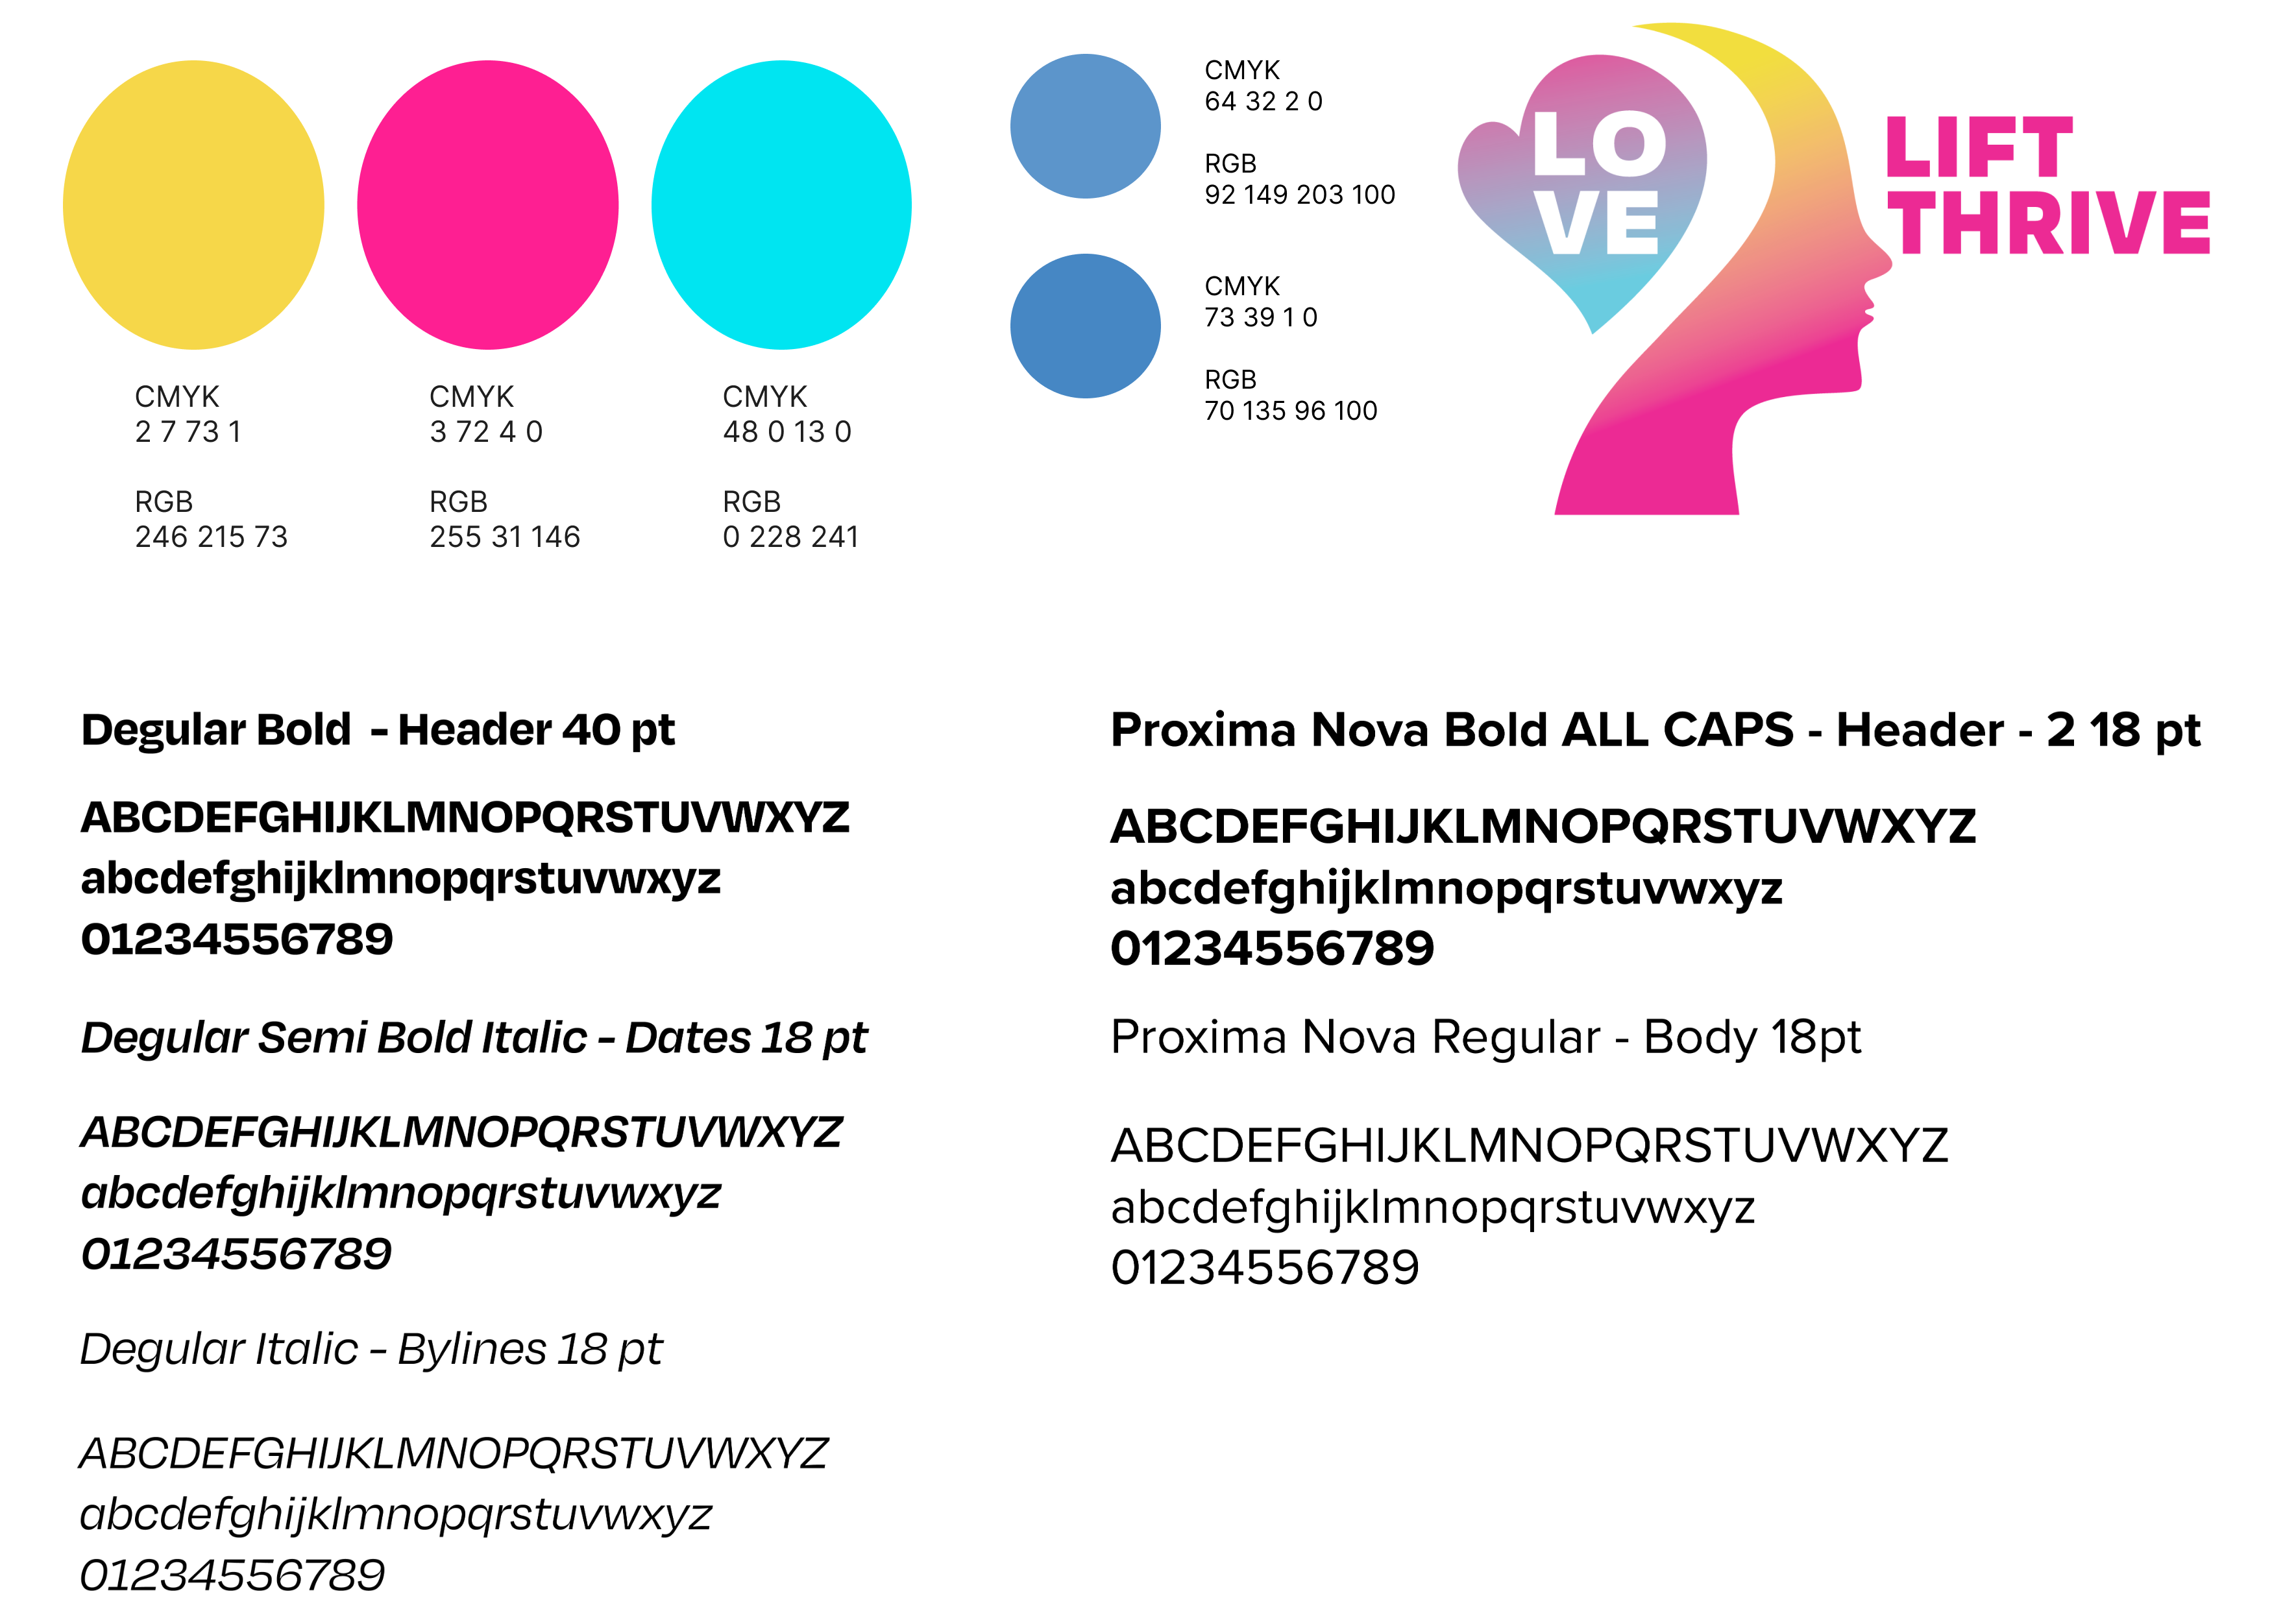 CMYK
2 7 73 1
RGB
246 215 73
CMYK
3 72 4 0
RGB
255 31 146
CMYK
48 0 13 0
RGB
0 228 241
CMYK
64 32 2 0
RGB
92 149 203 100
CMYK
73 39 1 0
RGB
70 135 96 100
LO
VE
LIFT
THRIVE
Degular Bold - Header 40 pt
ABCDEFGHIJKLMNOPQRSTUVWXYZ
abcdefghijklmnopqrstuvwxyz
01234556789
Degular Semi Bold Italic - Dates 18 pt
ABCDEFGHIJKLMNOPQRSTUVWXYZ
abcdefghijklmnopqrstuvwxyz
01234556789
Degular Italic - Bylines 18 pt
ABCDEFGHIJKLMNOPQRSTUVWXYZ
abcdefghijklmnopqrstuvwxyz
01234556789
Proxima Nova Bold ALL CAPS - Header - 2 18 pt
ABCDEFGHIJKLMNOPQRSTUVWXYZ
abcdefghijklmnopqrstuvwxyz
01234556789
Proxima Nova Regular - Body 18pt
ABCDEFGHIJKLMNOPQRSTUVWXYZ
abcdefghijklmnopqrstuvwxyz
01234556789